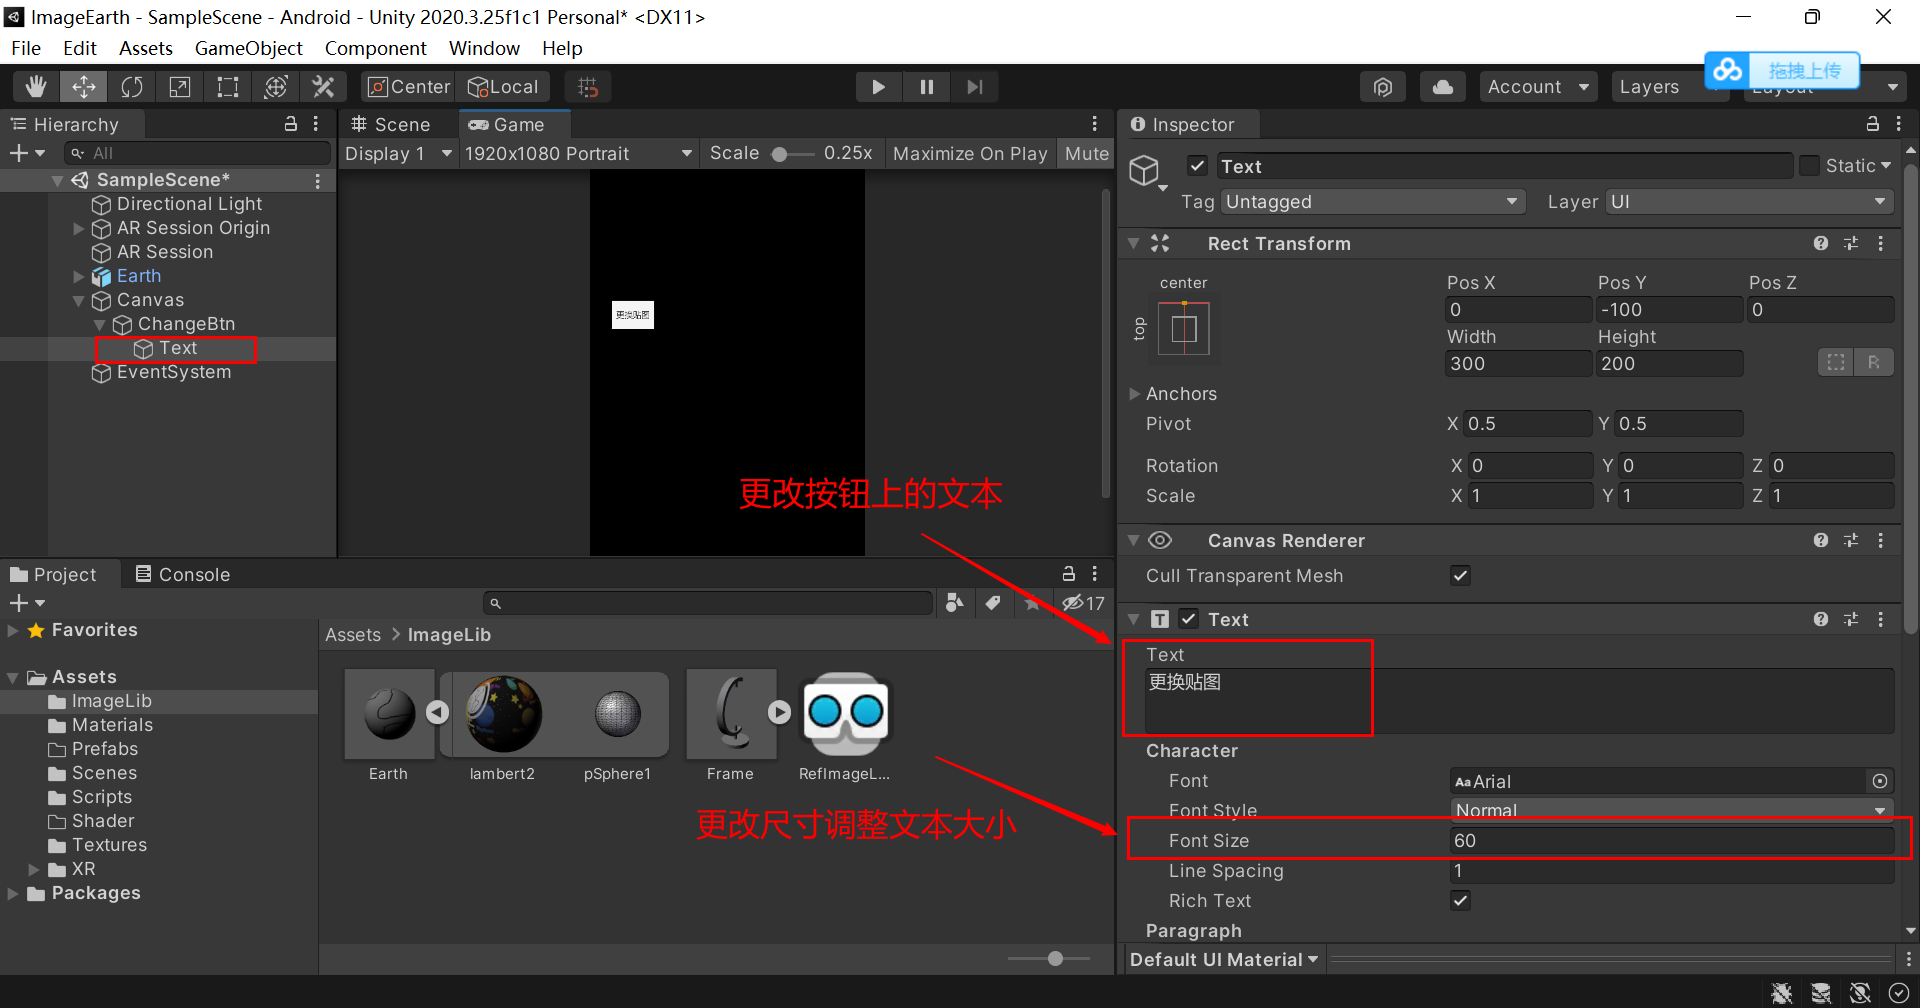 ImageEarth - SampleScene - Android - Unity 2020.3.25f1c1 Personal* <DX11>
File Edit Assets GameObject Component Window Help
Center Local Account Layers 拖拽上传
Hierarchy
All
SampleScene*
Directional Light
AR Session Origin
AR Session
Earth
Canvas
ChangeBtn
Text
EventSystem
Scene Game
Display 1 1920x1080 Portrait Scale 0.25x Maximize On Play Mute
更换贴图
更改按钮上的文本
Project Console
17
Favorites
Assets
ImageLib
Materials
Prefabs
Scenes
Scripts
Shader
Textures
XR
Packages
Assets > ImageLib
Earth lambert2 pSphere1 Frame RefImageL...
更改尺寸调整文本大小
Inspector
Text Static
Tag Untagged Layer UI
Rect Transform
center
top
Pos X Pos Y Pos Z
0 -100 0
Width Height
300 200
R
Anchors
Pivot X 0.5 Y 0.5
Rotation X 0 Y 0 Z 0
Scale X 1 Y 1 Z 1
Canvas Renderer
Cull Transparent Mesh
T Text
Text
更换贴图
Character
Font Aa Arial
Font Style Normal
Font Size 60
Line Spacing 1
Rich Text
Paragraph
Default UI Material